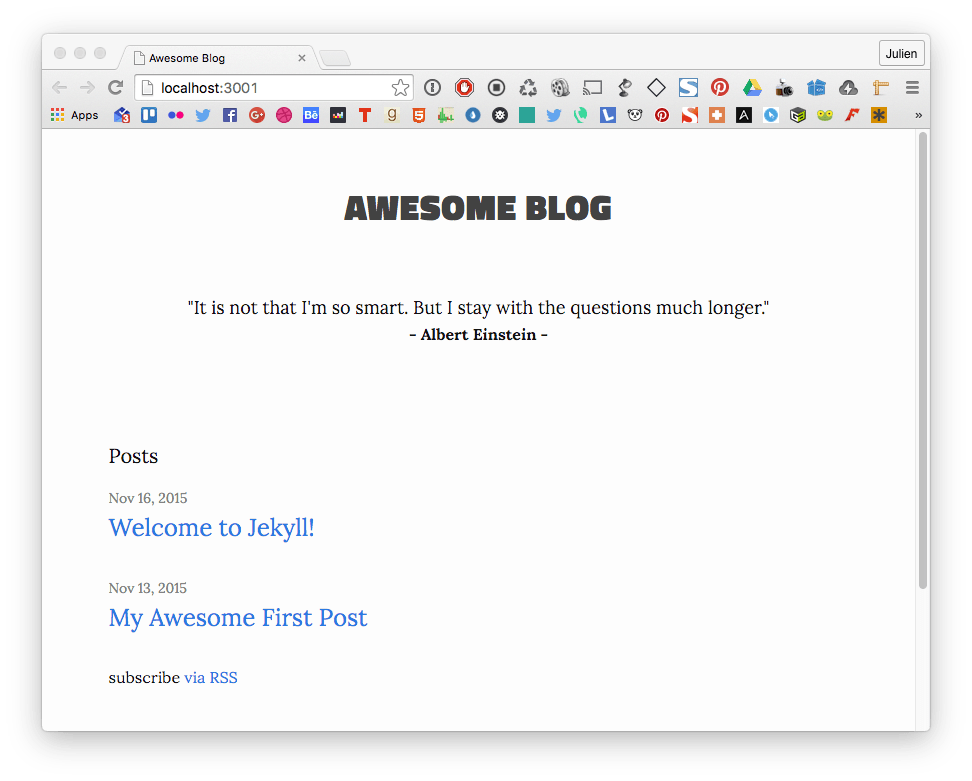 Awesome Blog
Julien
localhost:3001
Apps
AWESOME BLOG
"It is not that I'm so smart. But I stay with the questions much longer."
- Albert Einstein -
Posts
Nov 16, 2015
Welcome to Jekyll!
Nov 13, 2015
My Awesome First Post
subscribe via RSS